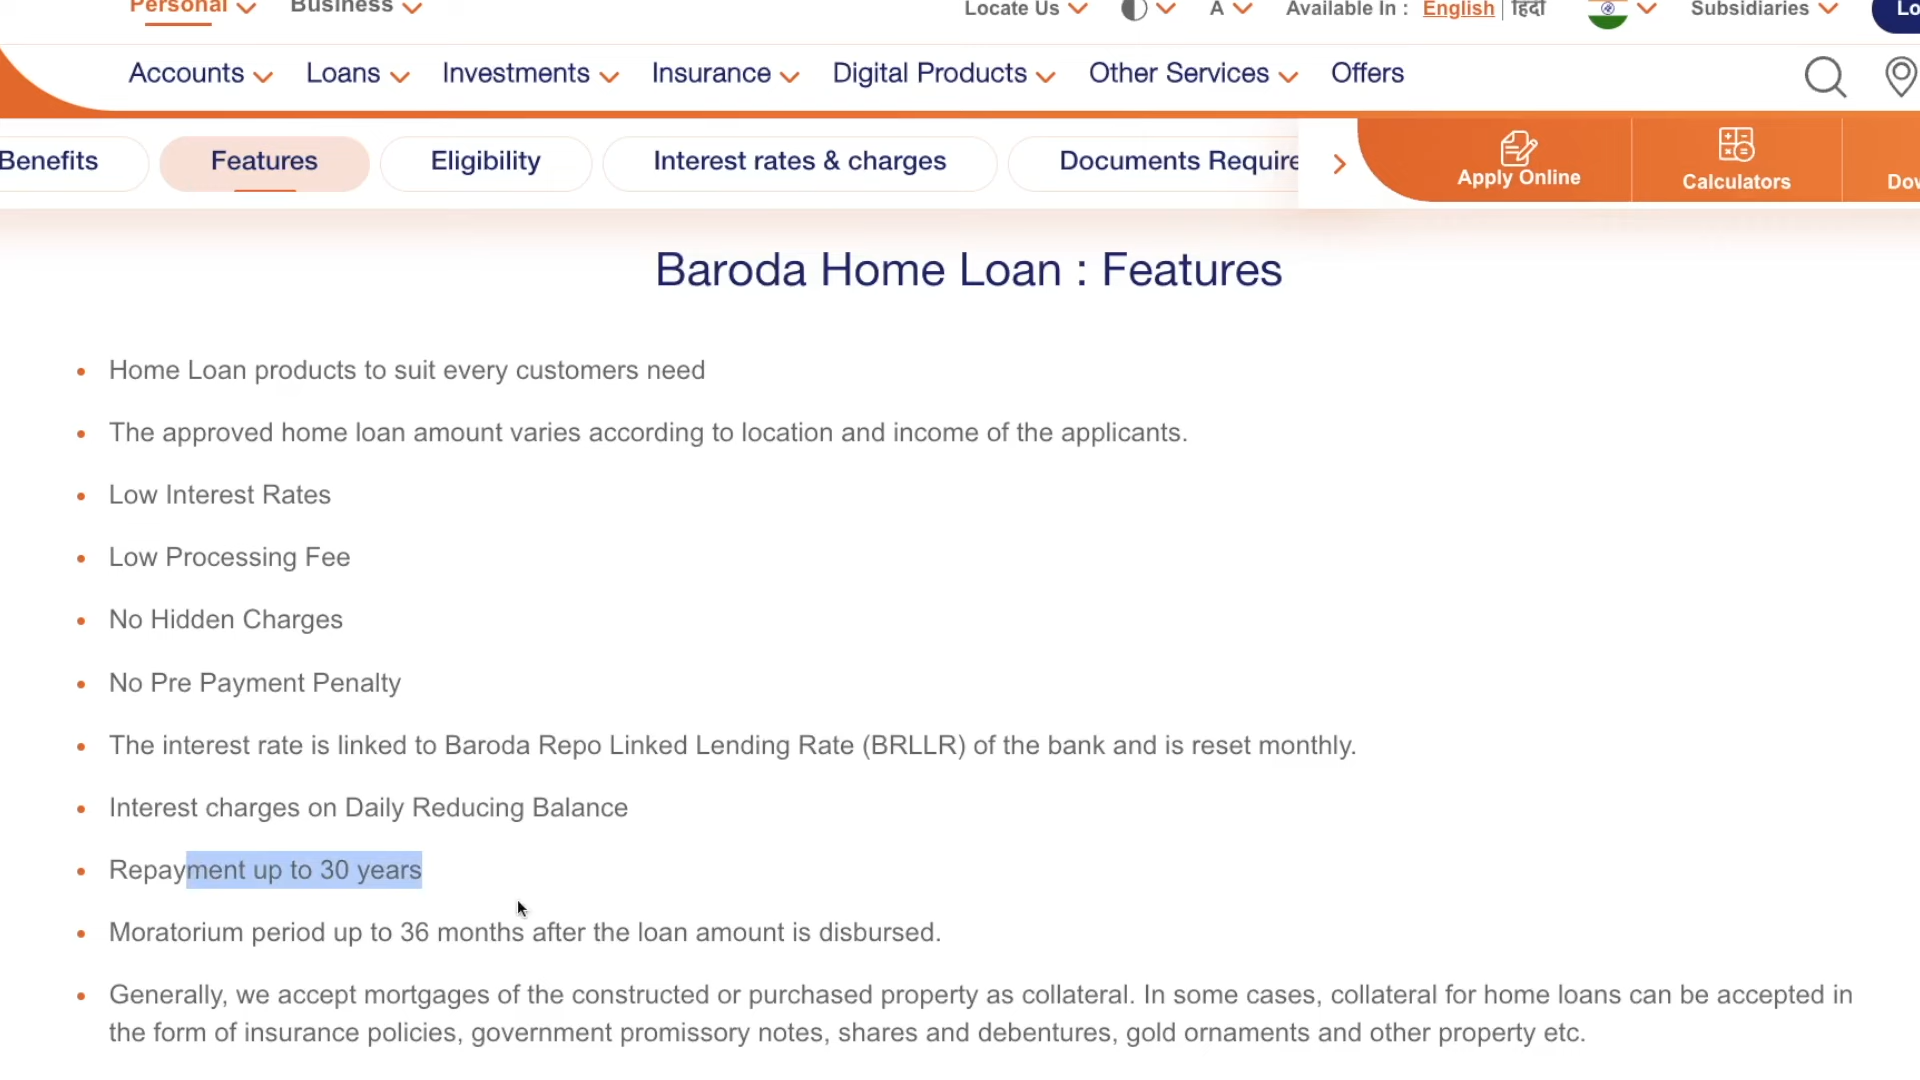 Personal Business Locate Us A Available In : English | हिंदी Subsidiaries Lo
Accounts Loans Investments Insurance Digital Products Other Services Offers
Benefits Features Eligibility Interest rates & charges Documents Require Apply Online Calculators Dow
Baroda Home Loan : Features
• Home Loan products to suit every customers need
• The approved home loan amount varies according to location and income of the applicants.
• Low Interest Rates
• Low Processing Fee
• No Hidden Charges
• No Pre Payment Penalty
• The interest rate is linked to Baroda Repo Linked Lending Rate (BRLLR) of the bank and is reset monthly.
• Interest charges on Daily Reducing Balance
• Repayment up to 30 years
• Moratorium period up to 36 months after the loan amount is disbursed.
• Generally, we accept mortgages of the constructed or purchased property as collateral. In some cases, collateral for home loans can be accepted in
the form of insurance policies, government promissory notes, shares and debentures, gold ornaments and other property etc.